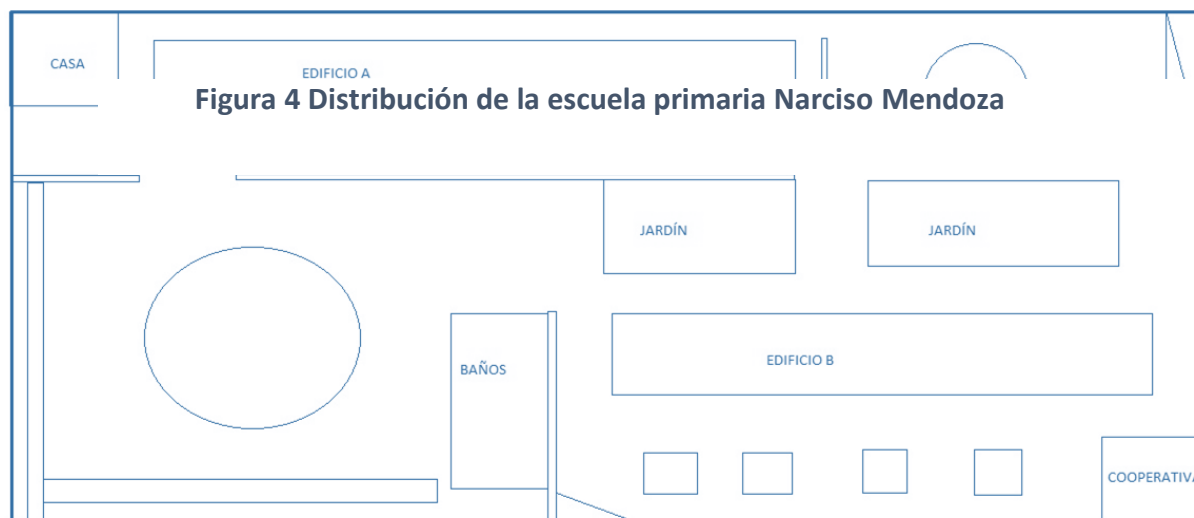 CASA
EDIFICIO A
Figura 4 Distribución de la escuela primaria Narciso Mendoza
JARDÍN
JARDÍN
BAÑOS
EDIFICIO B
COOPERATIVA